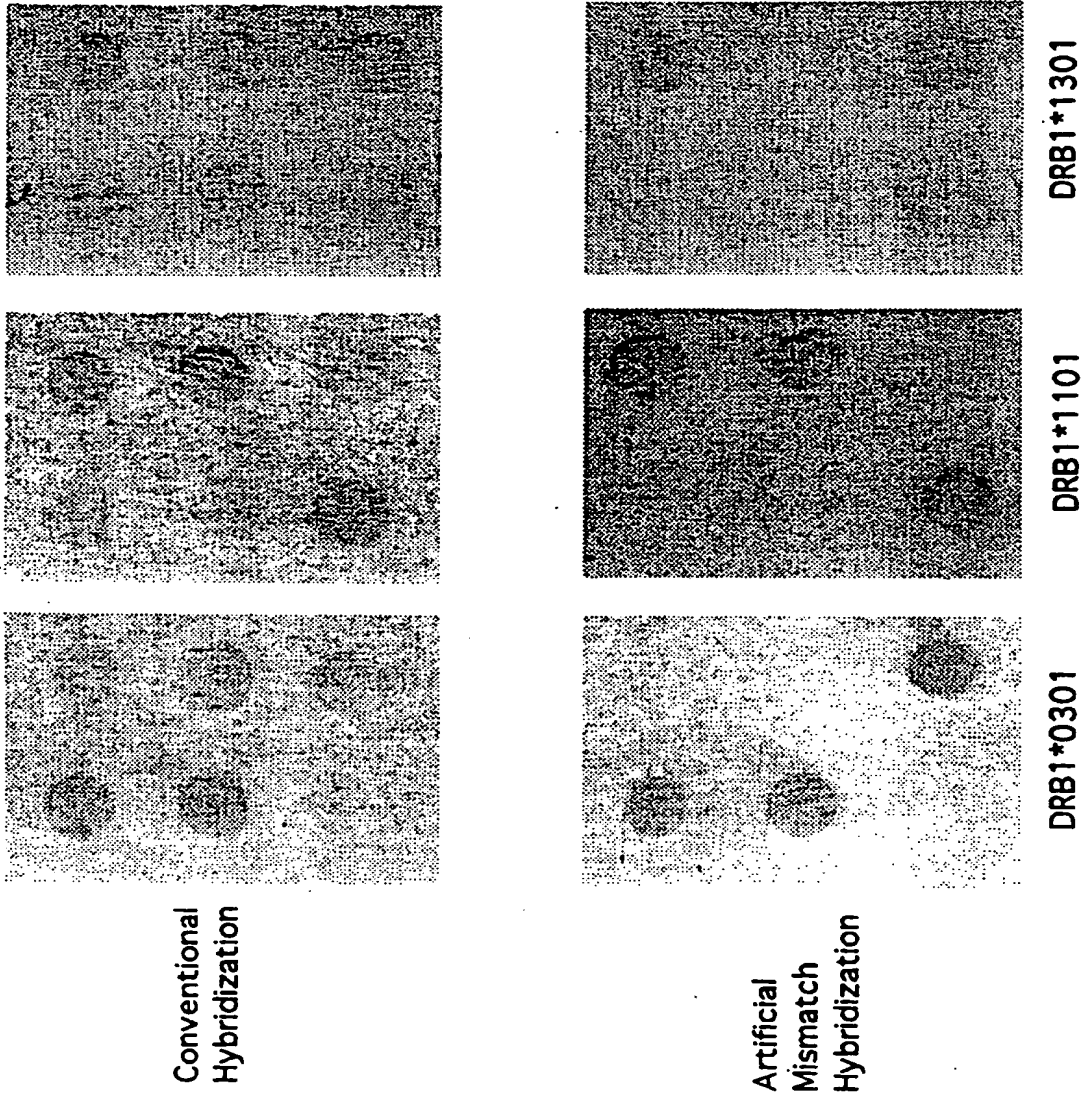 Conventional
Hybridization
Artificial
Mismatch
Hybridization
DRB1*0301
DRB1*1101
DRB1*1301